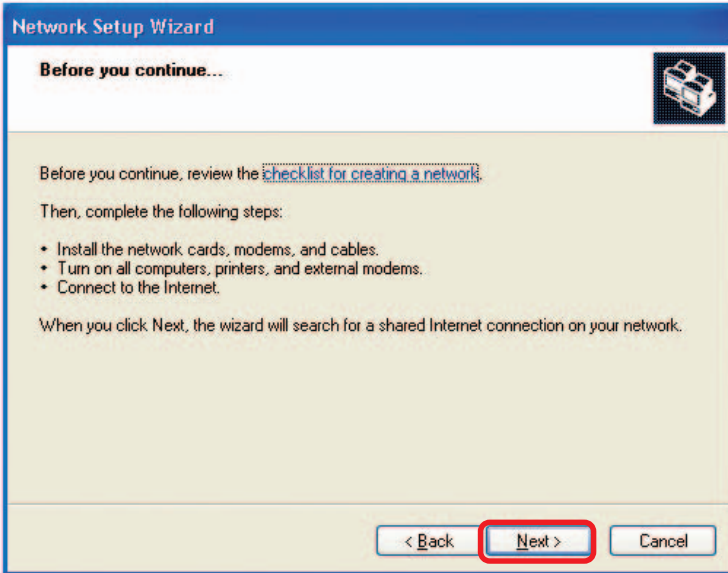 Network Setup Wizard
Before you continue...
Before you continue, review the checklist for creating a network.
Then, complete the following steps:
• Install the network cards, modems, and cables.
• Turn on all computers, printers, and external modems.
• Connect to the Internet.
When you click Next, the wizard will search for a shared Internet connection on your network.
< Back Next > Cancel